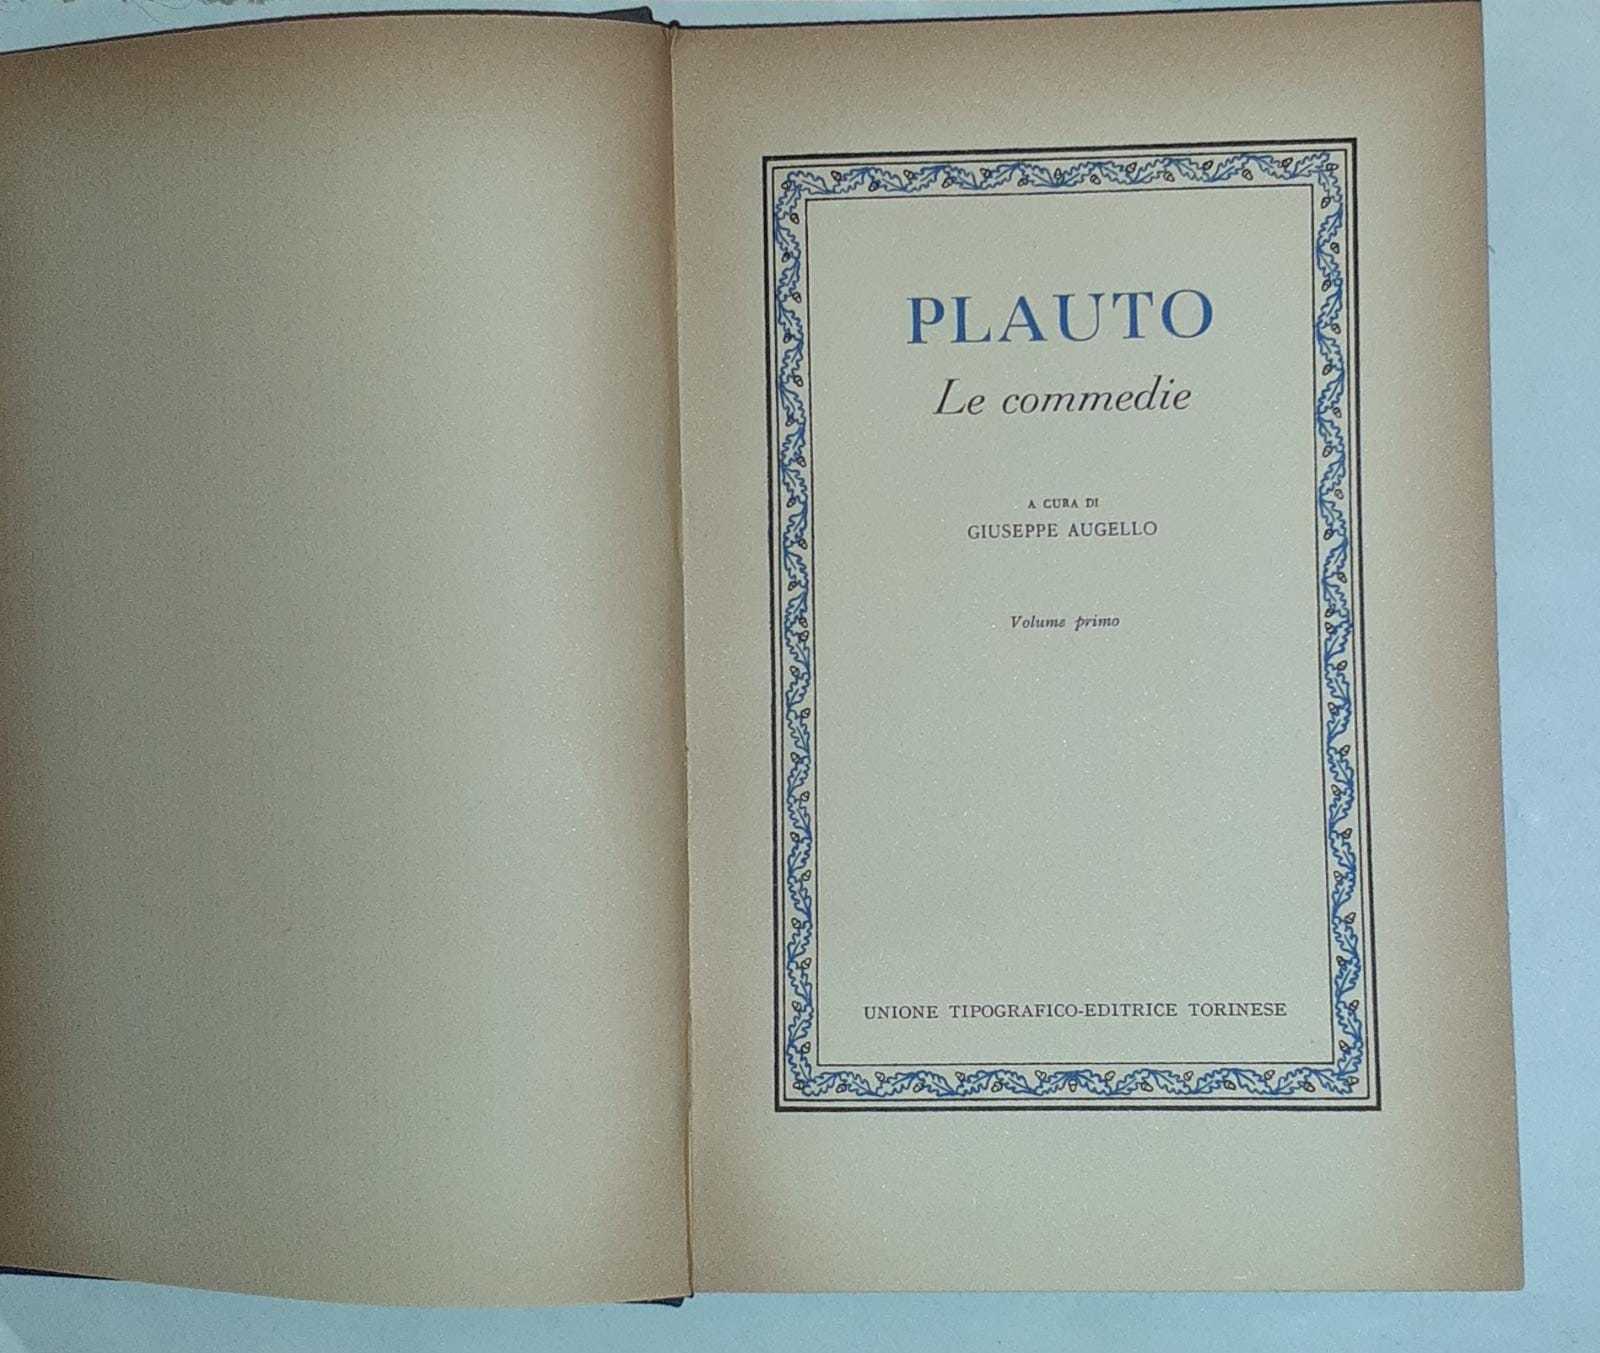 PLAUTO
Le commedie
A CURA DI
GIUSEPPE AUGELLO
Volume primo
UNIONE TIPOGRAFICO-EDITRICE TORINESE